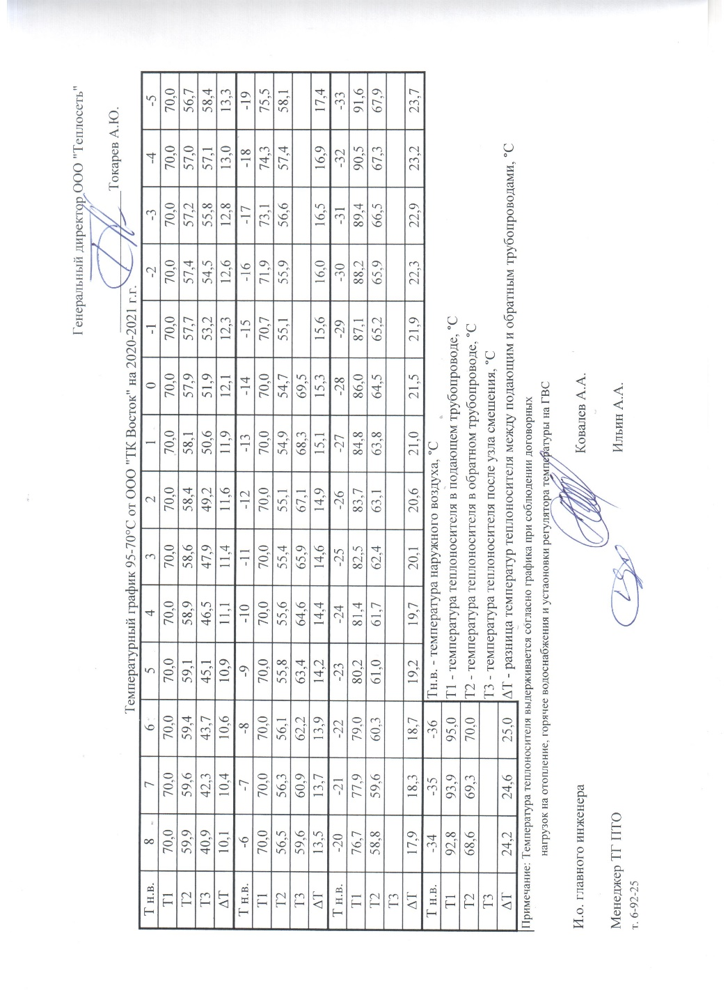 Генеральный директор ООО "Теплосеть"
Токарев А.Ю.
Температурный график 95-70°С от ООО "ТК Восток" на 2020-2021 г.г.
Т н.в. 8 7 6 5 4 3 2 1 0 -1 -2 -3 -4 -5
Т1 70,0 70,0 70,0 70,0 70,0 70,0 70,0 70,0 70,0 70,0 70,0 70,0 70,0 70,0
Т2 59,9 59,6 59,4 59,1 58,9 58,6 58,4 58,1 57,9 57,7 57,4 57,2 57,0 56,7
Т3 40,9 42,3 43,7 45,1 46,5 47,9 49,2 50,6 51,9 53,2 54,5 55,8 57,1 58,4
ΔТ 10,1 10,4 10,6 10,9 11,1 11,4 11,6 11,9 12,1 12,3 12,6 12,8 13,0 13,3
Т н.в. -6 -7 -8 -9 -10 -11 -12 -13 -14 -15 -16 -17 -18 -19
Т1 70,0 70,0 70,0 70,0 70,0 70,0 70,0 70,0 70,0 70,7 71,9 73,1 74,3 75,5
Т2 56,5 56,3 56,1 55,8 55,6 55,4 55,1 54,9 54,7 55,1 55,9 56,6 57,4 58,1
Т3 59,6 60,9 62,2 63,4 64,6 65,9 67,1 68,3 69,5
ΔТ 13,5 13,7 13,9 14,2 14,4 14,6 14,9 15,1 15,3 15,6 16,0 16,5 16,9 17,4
Т н.в. -20 -21 -22 -23 -24 -25 -26 -27 -28 -29 -30 -31 -32 -33
Т1 76,7 77,9 79,0 80,2 81,4 82,5 83,7 84,8 86,0 87,1 88,2 89,4 90,5 91,6
Т2 58,8 59,6 60,3 61,0 61,7 62,4 63,1 63,8 64,5 65,2 65,9 66,5 67,3 67,9
Т3
ΔТ 17,9 18,3 18,7 19,2 19,7 20,1 20,6 21,0 21,5 21,9 22,3 22,9 23,2 23,7
Т н.в. -34 -35 -36 Тн.в. - температура наружного воздуха, °С
Т1 92,8 93,9 95,0 Т1 - температура теплоносителя в подающем трубопроводе, °С
Т2 68,6 69,3 70,0 Т2 - температура теплоносителя в обратном трубопроводе, °С
Т3 Т3 - температура теплоносителя после узла смешения, °С
ΔТ 24,2 24,6 25,0 ΔТ - разница температур теплоносителя между подающим и обратным трубопроводами, °С
Примечание: Температура теплоносителя выдерживается согласно графика при соблюдении договорных
нагрузок на отопление, горячее водоснабжения и устаоновки регулятора температуры на ГВС
И.о. главного инженера Ковалев А.А.
Менеджер ТГ ПТО Ильин А.А.
т. 6-92-25